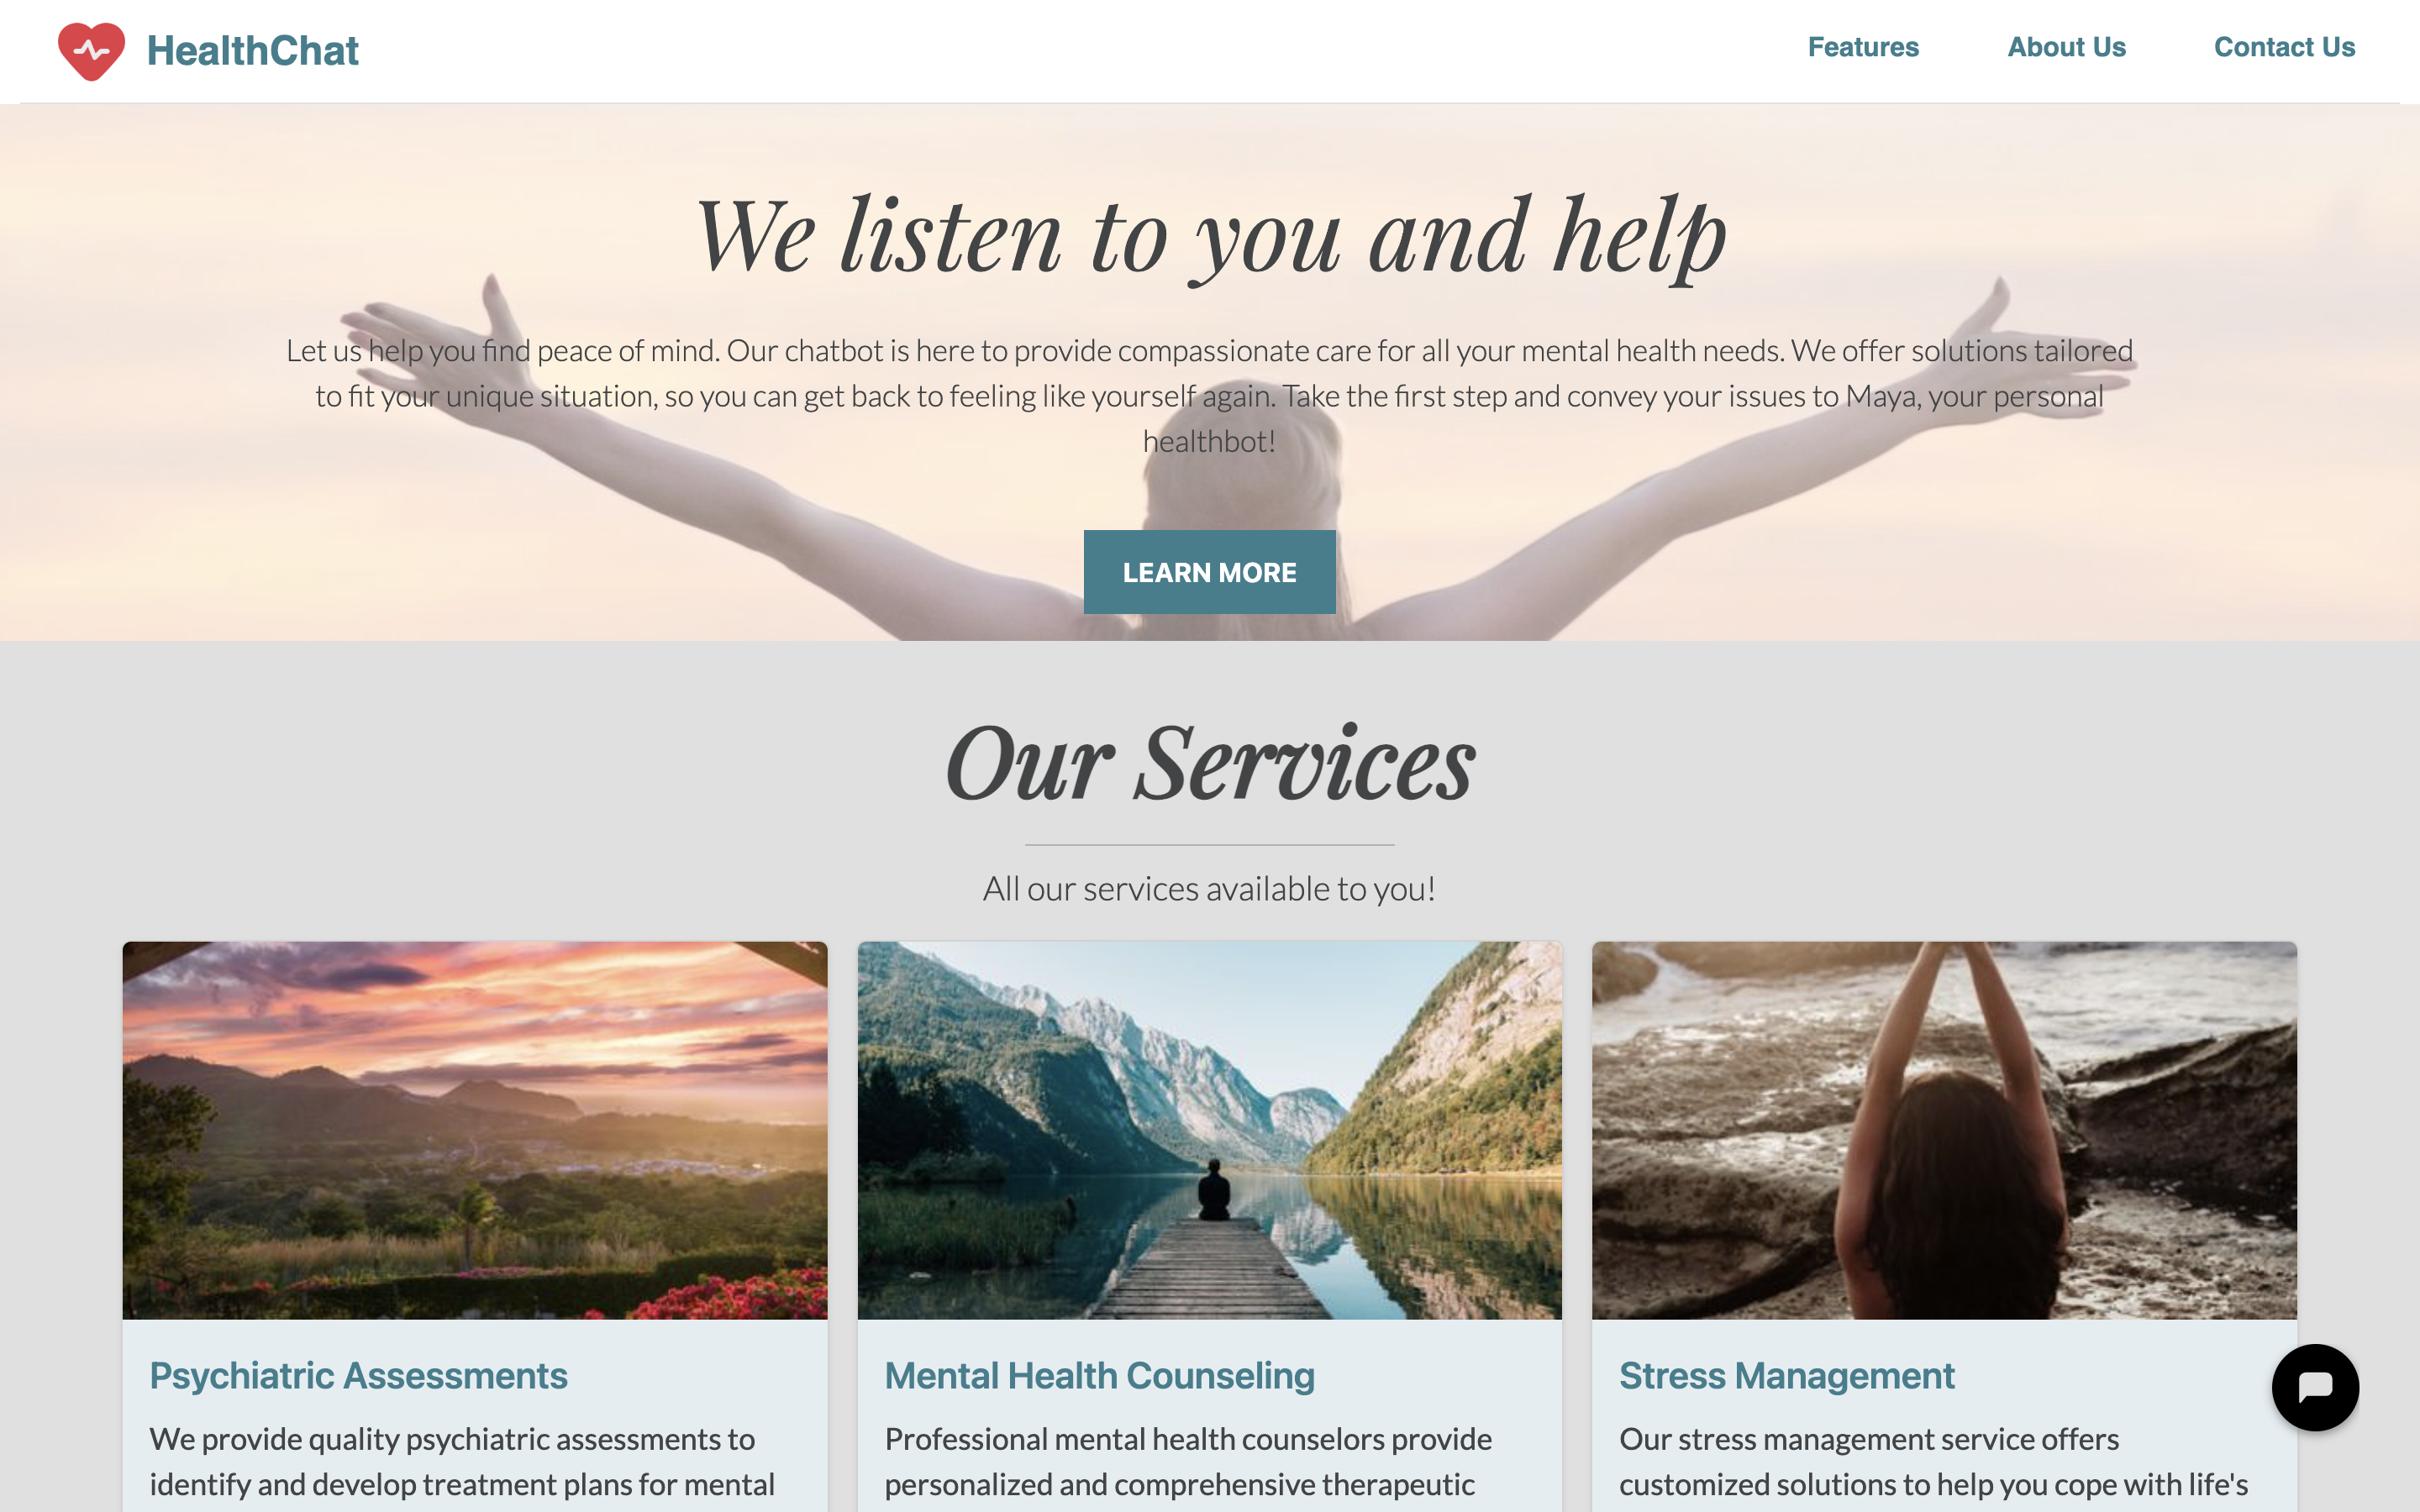 HealthChat
Features
About Us
Contact Us
We listen to you and help
Let us help you find peace of mind. Our chatbot is here to provide compassionate care for all your mental health needs. We offer solutions tailored
to fit your unique situation, so you can get back to feeling like yourself again. Take the first step and convey your issues to Maya, your personal
healthbot!
LEARN MORE
Our Services
All our services available to you!
Psychiatric Assessments
We provide quality psychiatric assessments to
identify and develop treatment plans for mental
Mental Health Counseling
Professional mental health counselors provide
personalized and comprehensive therapeutic
Stress Management
Our stress management service offers
customized solutions to help you cope with life's